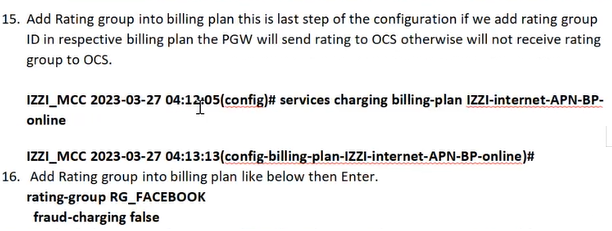 15. Add Rating group into billing plan this is last step of the configuration if we add rating group
ID in respective billing plan the PGW will send rating to OCS otherwise will not receive rating
group to OCS.
IZZI_MCC 2023-03-27 04:12:05(config)# services charging billing-plan IZZI-internet-APN-BP-
online
IZZI_MCC 2023-03-27 04:13:13(config-billing-plan-IZZI-internet-APN-BP-online)#
16. Add Rating group into billing plan like below then Enter.
rating-group RG_FACEBOOK
fraud-charging false